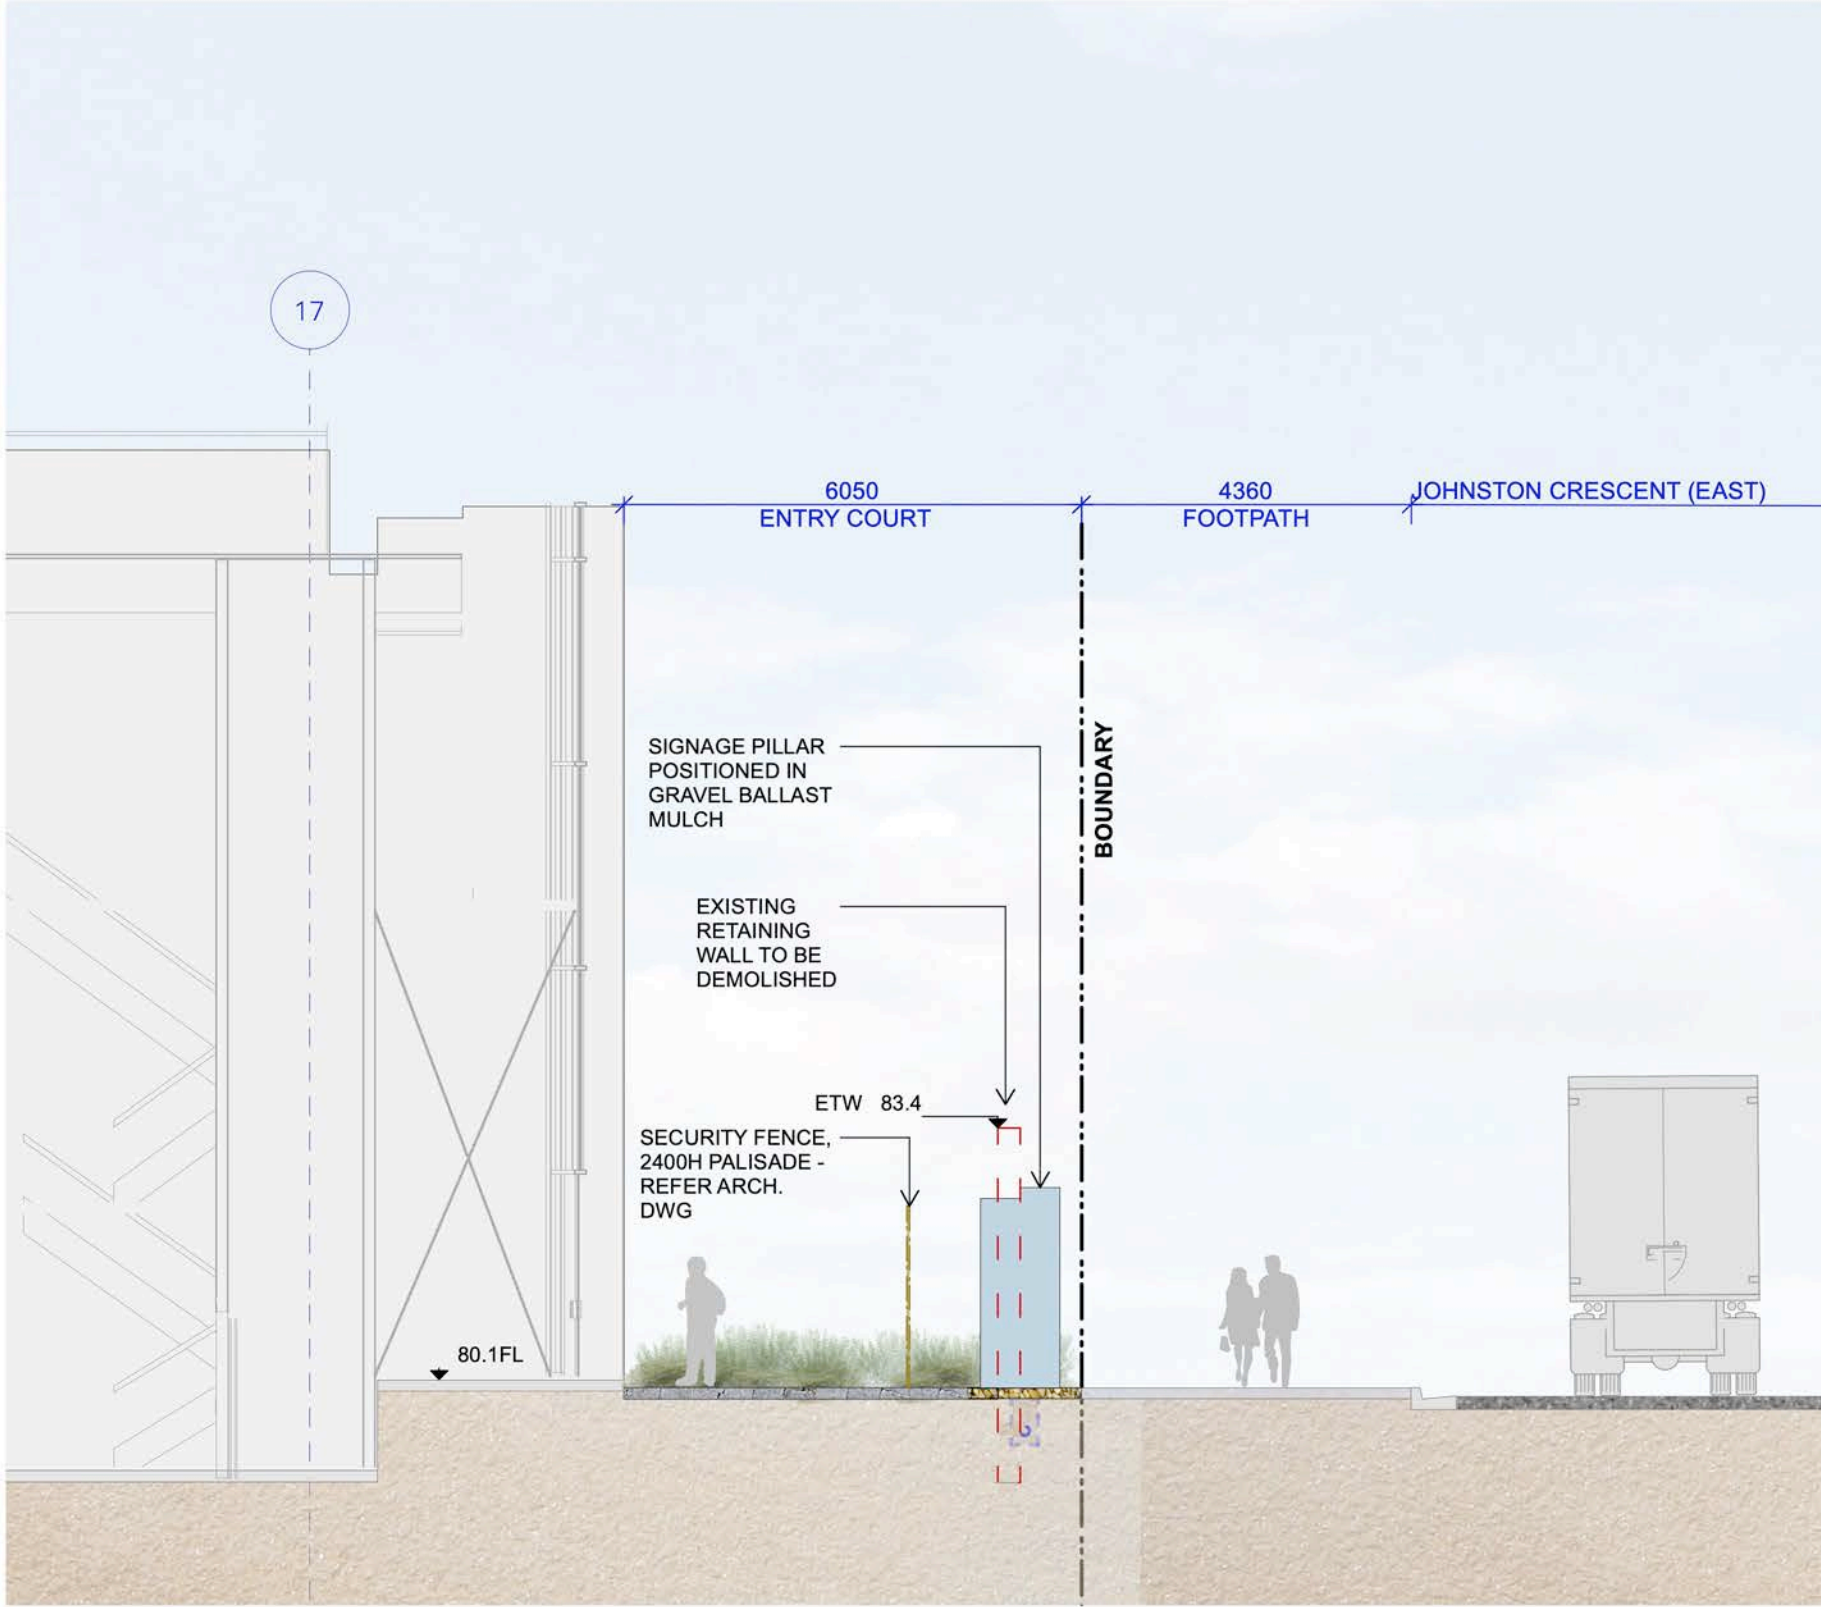 17
6050
ENTRY COURT
4360
FOOTPATH
JOHNSTON CRESCENT (EAST)
SIGNAGE PILLAR
POSITIONED IN
GRAVEL BALLAST
MULCH
BOUNDARY
EXISTING
RETAINING
WALL TO BE
DEMOLISHED
ETW 83.4
SECURITY FENCE,
2400H PALISADE -
REFER ARCH.
DWG
80.1FL